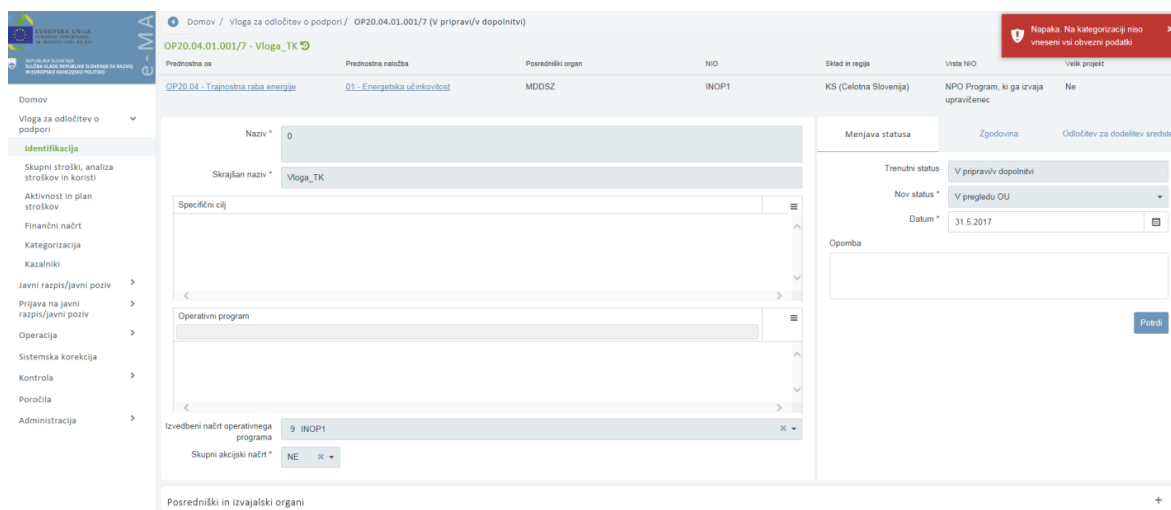 EVROPSKA UNIJA
REPUBLIKA SLOVENIJA
SLUŽBA VLADE REPUBLIKE SLOVENIJE ZA RAZVOJ
IN EVROPSKO KOHEZIJSKO POLITIKO
e-MA
Domov / Vloga za odločitev o podpori / OP20.04.01.001/7 (V pripravi/v dopolnitvi)
Napaka. Na kategorizaciji niso
vneseni vsi obvezni podatki
OP20.04.01.001/7 - Vloga_TK
Prednostna os Prednostna naložba Posredniški organ NIO Sklad in regija Vrsta NIO Velik projekt
OP20.04 - Trajnostna raba energije 01 - Energetska učinkovitost MDDSZ INOP1 KS (Celotna Slovenija) NPO Program, ki ga izvaja Ne
upravičenec
Domov
Vloga za odločitev o
podpori
Identifikacija
Skupni stroški, analiza
stroškov in koristi
Aktivnost in plan
stroškov
Finančni načrt
Kategorizacija
Kazalniki
Javni razpis/javni poziv
Prijava na javni
razpis/javni poziv
Operacija
Sistemska korekcija
Kontrola
Poročila
Administracija
Naziv * 0
Skrajšan naziv * Vloga_TK
Specifični cilj
Operativni program
Izvedbeni načrt operativnega
programa
9 INOP1
Skupni akcijski načrt * NE
Menjava statusa Zgodovina Odločitev za dodelitev sredste
Trenutni status V pripravi/v dopolnitvi
Nov status * V pregledu OU
Datum * 31.5.2017
Opomba
Potrdi
Posredniški in izvajalski organi